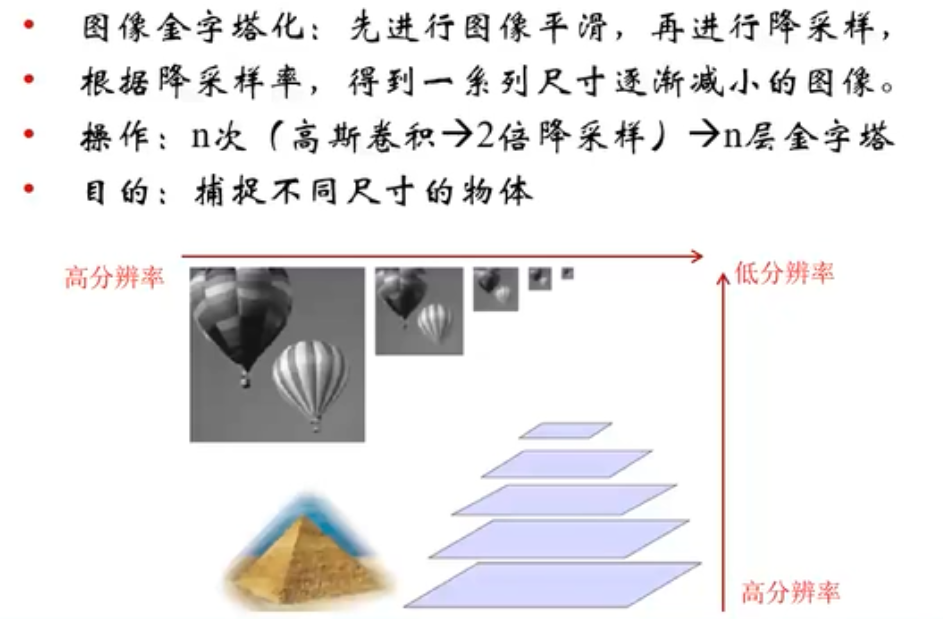 图像金字塔化：先进行图像平滑，再进行降采样，
根据降采样率，得到一系列尺寸逐渐减小的图像。
操作：n次（高斯卷积→2倍降采样）→n层金字塔
目的：捕捉不同尺寸的物体
高分辨率
低分辨率
高分辨率